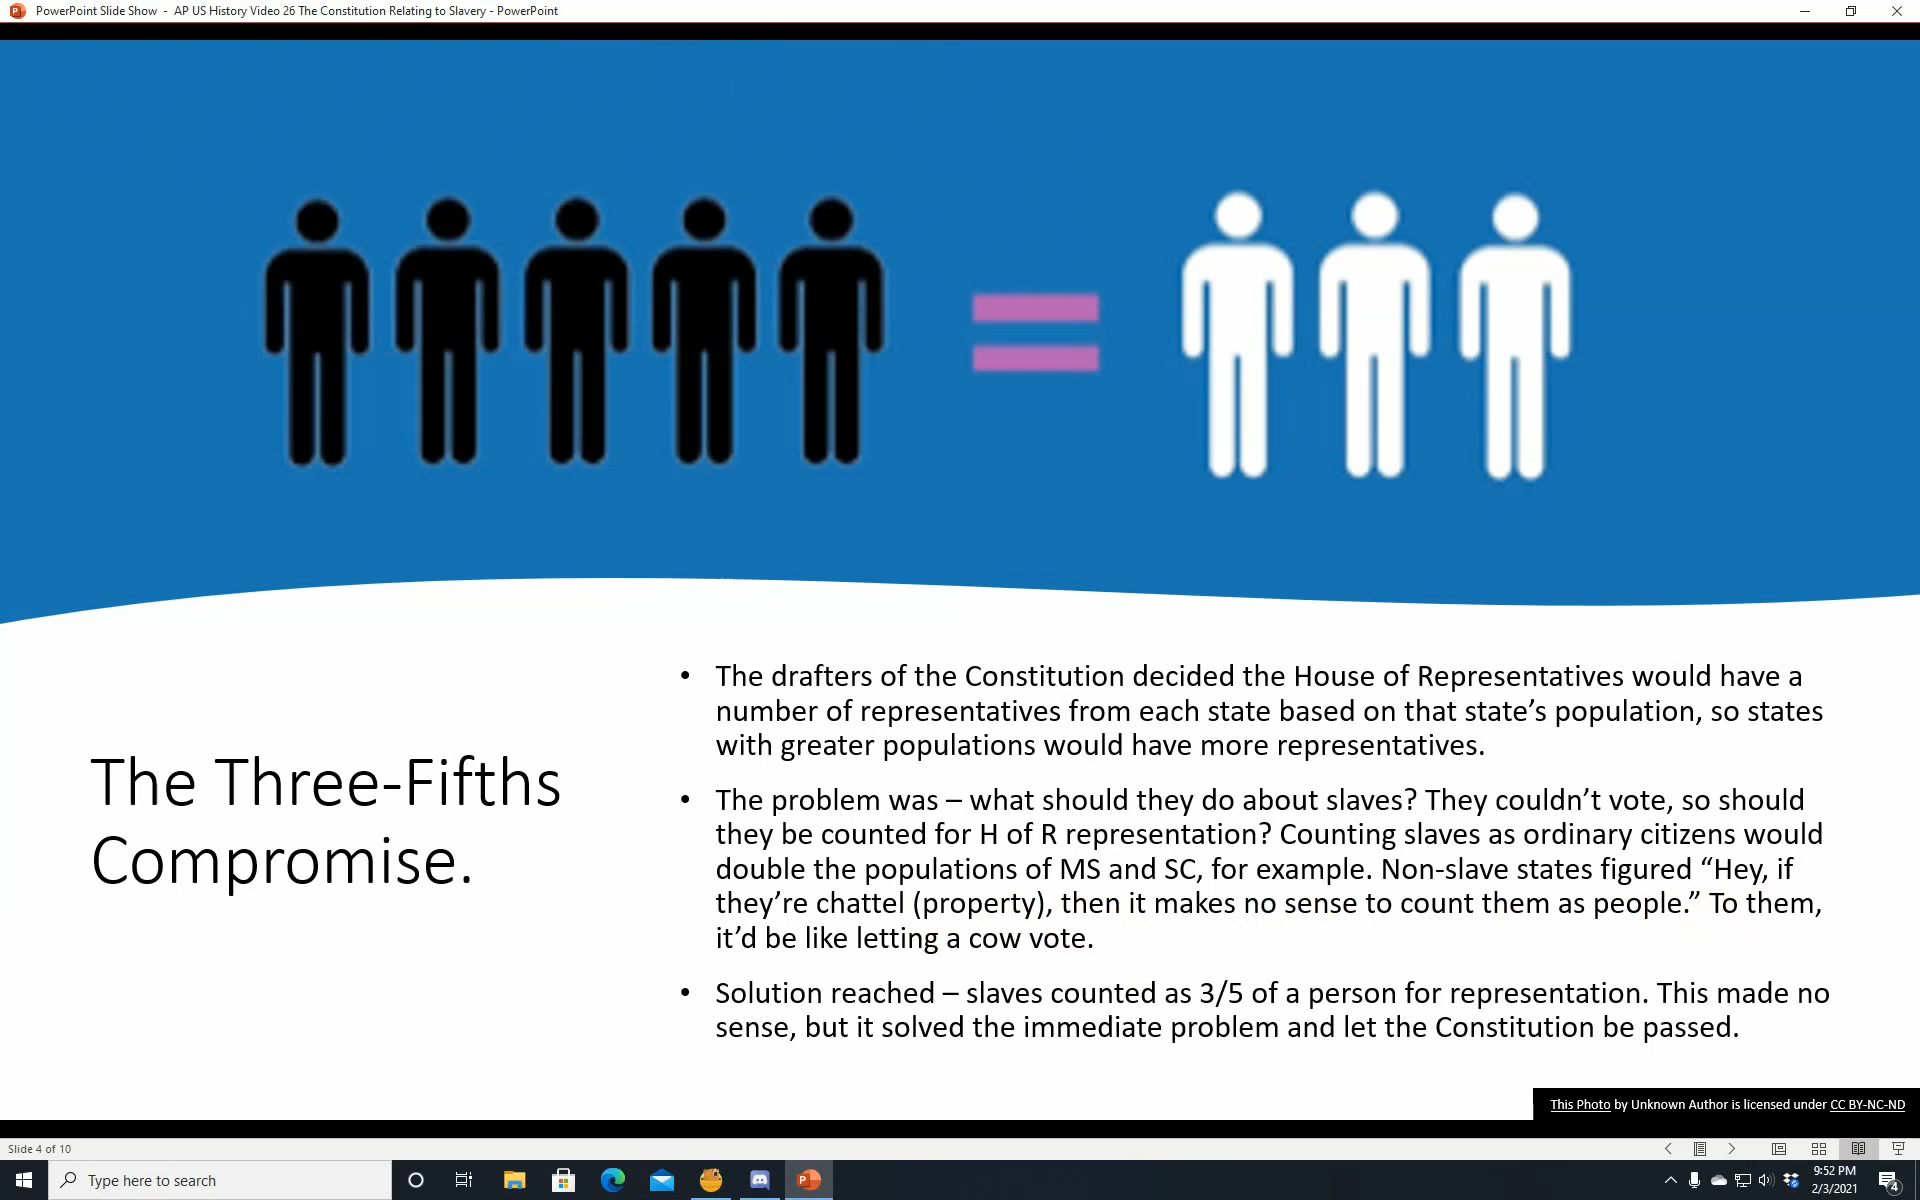 PowerPoint Slide Show - AP US History Video 26 The Constitution Relating to Slavery - PowerPoint
The Three-Fifths
Compromise.
• The drafters of the Constitution decided the House of Representatives would have a
number of representatives from each state based on that state’s population, so states
with greater populations would have more representatives.
• The problem was – what should they do about slaves? They couldn’t vote, so should
they be counted for H of R representation? Counting slaves as ordinary citizens would
double the populations of MS and SC, for example. Non-slave states figured “Hey, if
they’re chattel (property), then it makes no sense to count them as people.” To them,
it’d be like letting a cow vote.
• Solution reached – slaves counted as 3/5 of a person for representation. This made no
sense, but it solved the immediate problem and let the Constitution be passed.
This Photo by Unknown Author is licensed under CC BY-NC-ND
Slide 4 of 10
Type here to search
9:52 PM
2/3/2021
4